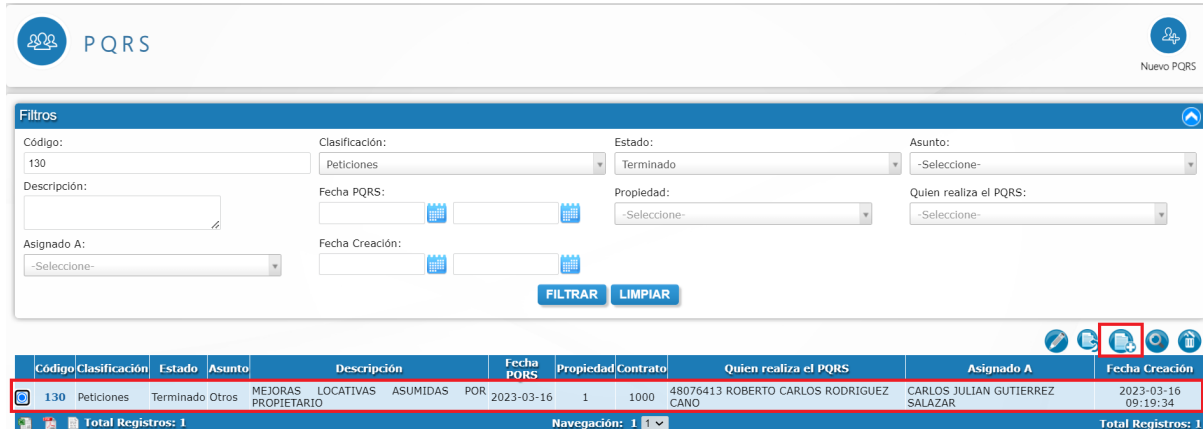 PQRS
Nuevo PQRS
Filtros
Código:
Clasificación:
Estado:
Asunto:
130
Peticiones
Terminado
-Seleccione-
Descripción:
Fecha PQRS:
Propiedad:
Quien realiza el PQRS:
-Seleccione-
-Seleccione-
Asignado A:
Fecha Creación:
-Seleccione-
FILTRAR LIMPIAR
Código Clasificación Estado Asunto Descripción Fecha PQRS Propiedad Contrato Quien realiza el PQRS Asignado A Fecha Creación
130 Peticiones Terminado Otros MEJORAS LOCATIVAS ASUMIDAS POR PROPIETARIO 2023-03-16 1 1000 48076413 ROBERTO CARLOS RODRIGUEZ CANO CARLOS JULIAN GUTIERREZ SALAZAR 2023-03-16 09:19:34
Total Registros: 1 Navegación: 1 1 Total Registros: 1